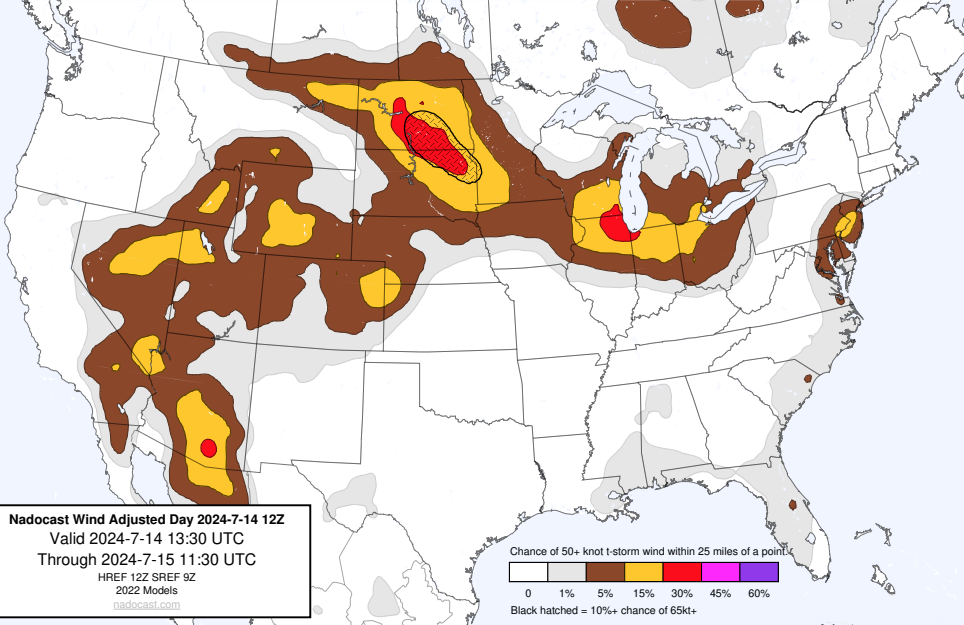 Nadocast Wind Adjusted Day 2024-7-14 12Z
Valid 2024-7-14 13:30 UTC
Through 2024-7-15 11:30 UTC
HREF 12Z SREF 9Z
2022 Models
nadocast.com
Chance of 50+ knot t-storm wind within 25 miles of a point.
0 1% 5% 15% 30% 45% 60%
Black hatched = 10%+ chance of 65kt+